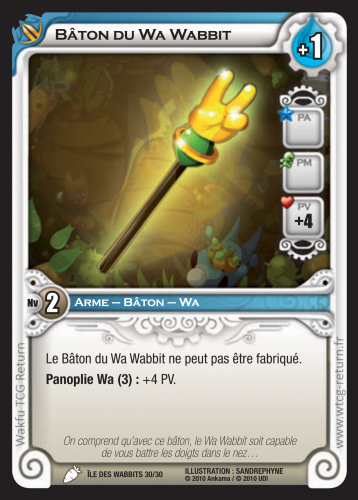 Bâton du Wa Wabbit
+1
PA
PM
PV
+4
Nv 2
Arme – Bâton – Wa
Le Bâton du Wa Wabbit ne peut pas être fabriqué.
Panoplie Wa (3) : +4 PV.
On comprend qu'avec ce bâton, le Wa Wabbit soit capable
de vous battre les doigts dans le nez…
ÎLE DES WABBITS 30/30
ILLUSTRATION : SANDREPHYNE
© 2010 Ankama / © 2010 UDI
Wakfu TCG Return
www.wtcg-return.fr